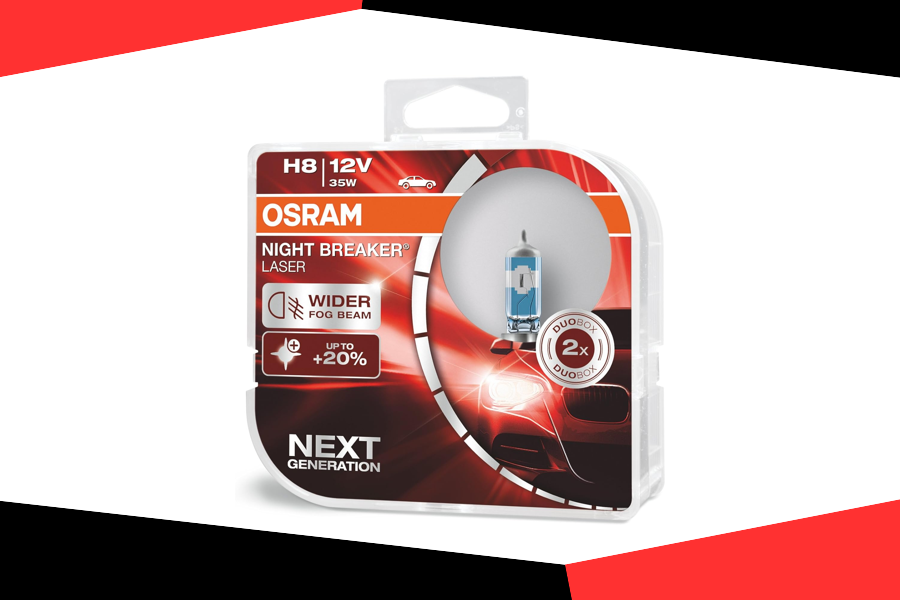 H8 12V
35W
OSRAM
NIGHT BREAKER®
LASER
WIDER
FOG BEAM
UP TO
+20%
DUOBOX
2x
DUOBOX
NEXT
GENERATION